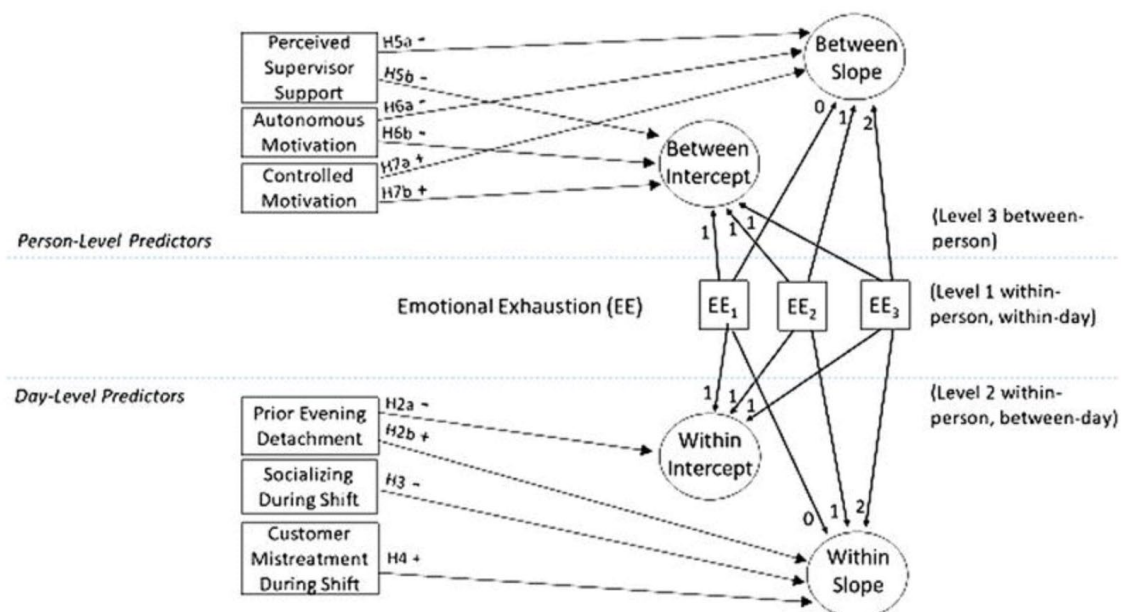 Perceived
Supervisor
Support
Autonomous
Motivation
Controlled
Motivation
H5a -
H5b -
H6a -
H6b -
H7a +
H7b +
Between
Slope
0
1
2
Between
Intercept
1
1
1
Person-Level Predictors
(Level 3 between-
person)
Emotional Exhaustion (EE)
EE1
EE2
EE3
(Level 1 within-
person, within-day)
Day-Level Predictors
(Level 2 within-
person, between-day)
Prior Evening
Detachment
Socializing
During Shift
Customer
Mistreatment
During Shift
H2a -
H2b +
H3 -
H4 +
1
1
1
Within
Intercept
0
1
2
Within
Slope